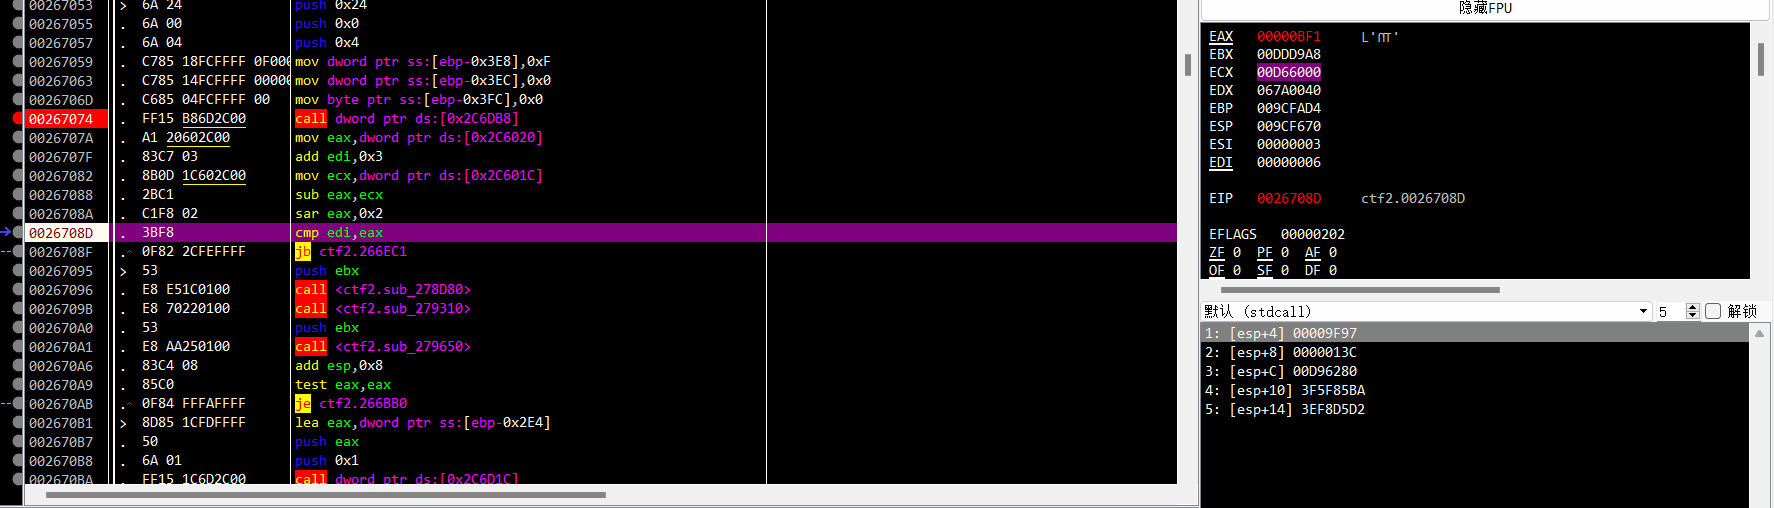 00267053 > 6A 24 push 0x24
00267055 . 6A 00 push 0x0
00267057 . 6A 04 push 0x4
00267059 . C785 18FCFFFF 0F000 mov dword ptr ss:[ebp-0x3E8],0xF
00267063 . C785 14FCFFFF 00000 mov dword ptr ss:[ebp-0x3EC],0x0
0026706D . C685 04FCFFFF 00 mov byte ptr ss:[ebp-0x3FC],0x0
00267074 . FF15 B86D2C00 call dword ptr ds:[0x2C6DB8]
0026707A . A1 20602C00 mov eax,dword ptr ds:[0x2C6020]
0026707F . 83C7 03 add edi,0x3
00267082 . 8B0D 1C602C00 mov ecx,dword ptr ds:[0x2C601C]
00267088 . 2BC1 sub eax,ecx
0026708A . C1F8 02 sar eax,0x2
0026708D . 3BF8 cmp edi,eax
0026708F .^ 0F82 2CFEFFFF jb ctf2.266EC1
00267095 > 53 push ebx
00267096 . E8 E51C0100 call <ctf2.sub_278D80>
0026709B . E8 70220100 call <ctf2.sub_279310>
002670A0 . 53 push ebx
002670A1 . E8 AA250100 call <ctf2.sub_279650>
002670A6 . 83C4 08 add esp,0x8
002670A9 . 85C0 test eax,eax
002670AB .^ 0F84 FFFAFFFF je ctf2.266BB0
002670B1 > 8D85 1CFDFFFF lea eax,dword ptr ss:[ebp-0x2E4]
002670B7 . 50 push eax
002670B8 . 6A 01 push 0x1
002670BA . FF15 1C6D2C00 call dword ptr ds:[0x2C6D1C]
隐藏FPU
EAX 00000BF1
EBX 00DDD9A8
ECX 00D66000
EDX 067A0040
EBP 009CFAD4
ESP 009CF670
ESI 00000003
EDI 00000006
EIP 0026708D ctf2.0026708D
EFLAGS 00000202
ZF 0 PF 0 AF 0
OF 0 SF 0 DF 0
默认 (stdcall) 5 解锁
1: [esp+4] 00009F97
2: [esp+8] 0000013C
3: [esp+C] 00D96280
4: [esp+10] 3F5F85BA
5: [esp+14] 3EF8D5D2